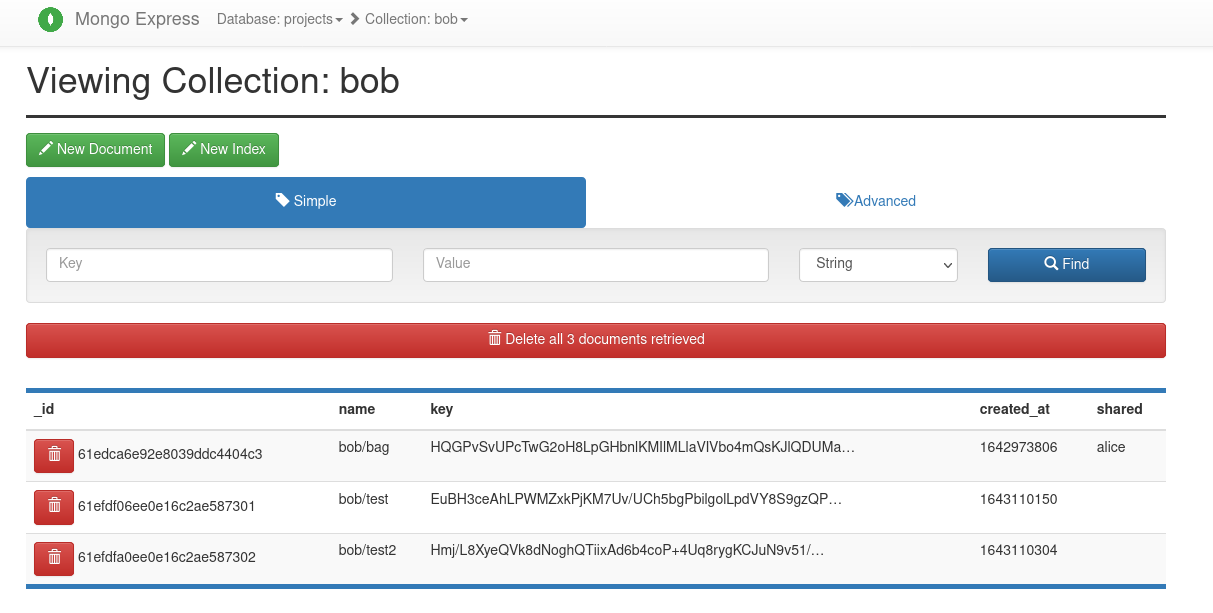 Mongo Express Database: projects Collection: bob
Viewing Collection: bob
New Document New Index
Simple Advanced
Key Value String Find
Delete all 3 documents retrieved
_id name key created_at shared
61edca6e92e8039ddc4404c3 bob/bag HQGPvSvUPcTwG2oH8LpGHbnlKMIlMLlaVlVbo4mQsKJlQDUMa… 1642973806 alice
61efdf06ee0e16c2ae587301 bob/test EuBH3ceAhLPWMZxkPjKM7Uv/UCh5bgPbilgolLpdVY8S9gzQP… 1643110150
61efdfa0ee0e16c2ae587302 bob/test2 Hmj/L8XyeQVk8dNoghQTiixAd6b4coP+4Uq8rygKCJuN9v51/… 1643110304